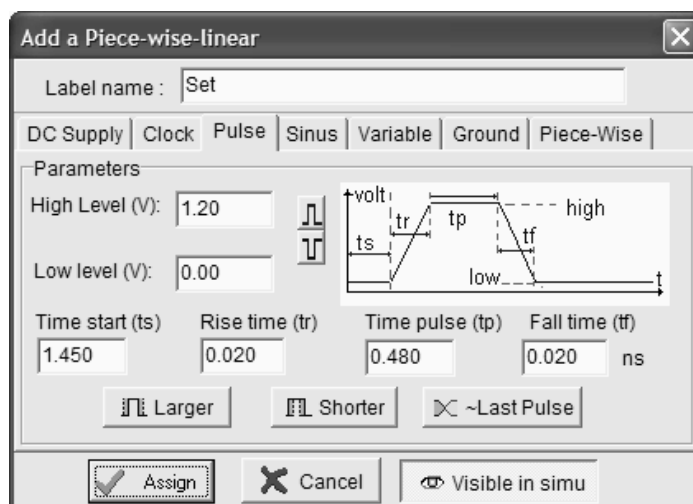 Add a Piece-wise-linear
Label name : Set
DC Supply Clock Pulse Sinus Variable Ground Piece-Wise
Parameters
High Level (V): 1.20
Low level (V): 0.00
volt
tr
tp
high
ts
tf
low
t
Time start (ts) Rise time (tr) Time pulse (tp) Fall time (tf)
1.450 0.020 0.480 0.020 ns
Larger Shorter ~Last Pulse
Assign Cancel Visible in simu